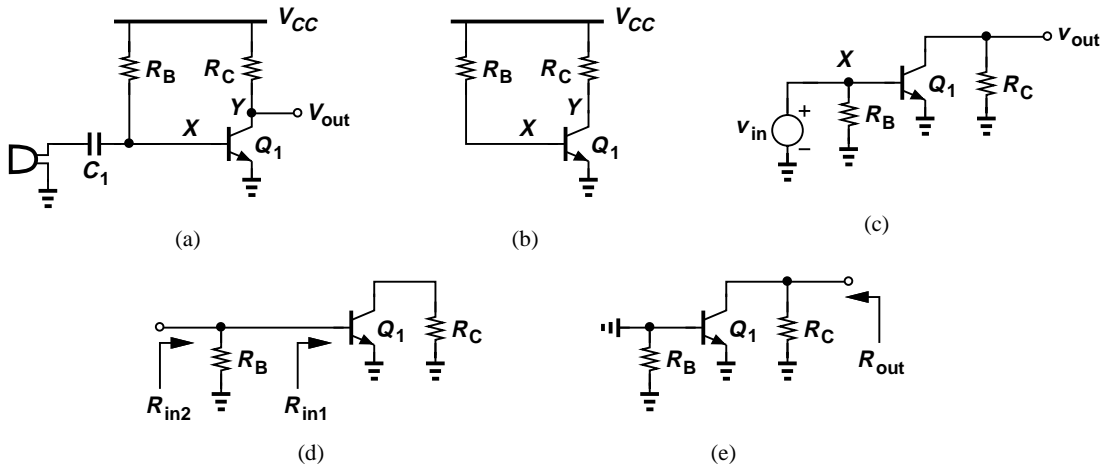 V_CC
R_B
R_C
Y
V_out
X
Q_1
C_1
(a)
V_CC
R_B
R_C
Y
X
Q_1
(b)
v_out
X
Q_1
R_C
R_B
v_in
+
−
(c)
Q_1
R_C
R_B
R_in2
R_in1
(d)
Q_1
R_C
R_B
R_out
(e)